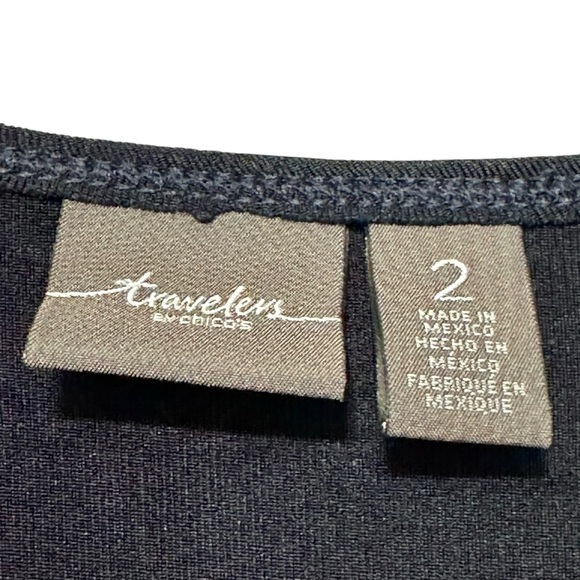 travelers
BY CHICO'S
2
MADE IN
MEXICO
HECHO EN
MÉXICO
FABRIQUÉ EN
MEXIQUE